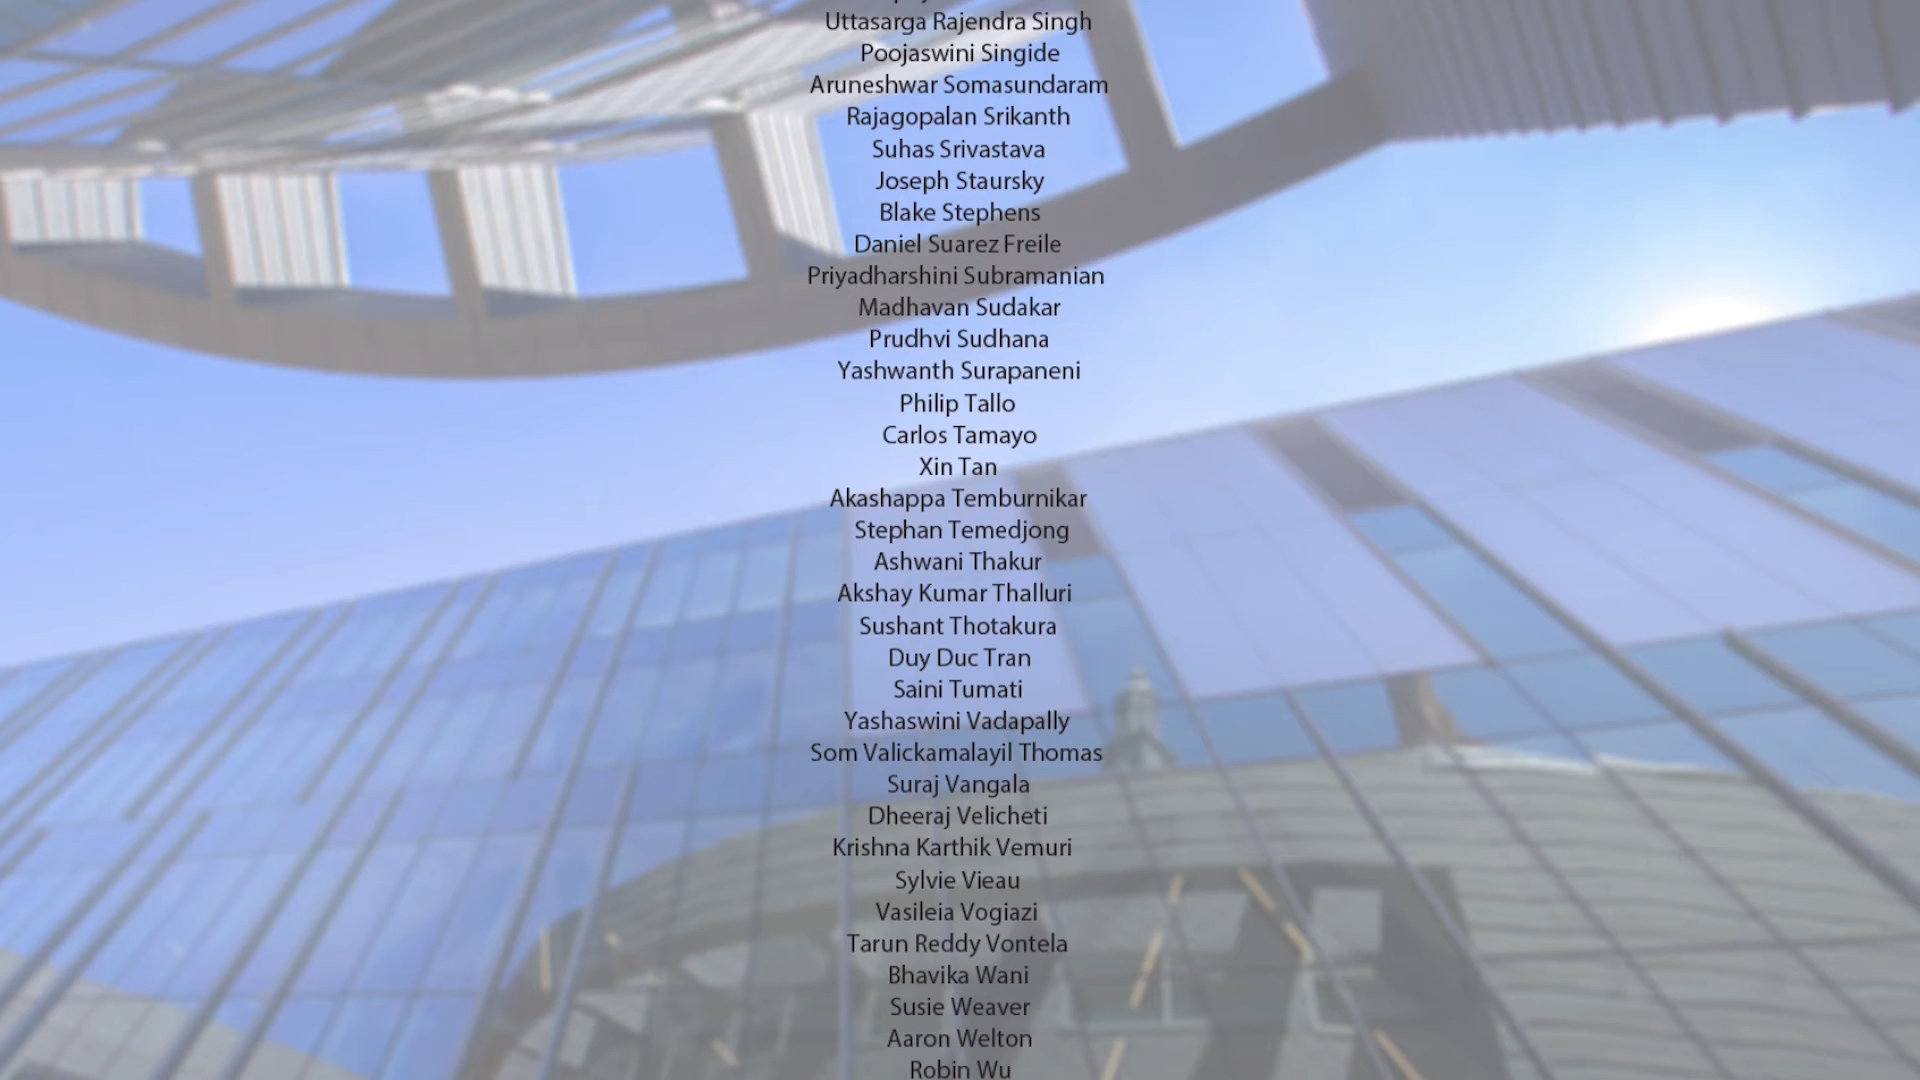 Uttasarga Rajendra Singh
Poojaswini Singide
Aruneshwar Somasundaram
Rajagopalan Srikanth
Suhas Srivastava
Joseph Staursky
Blake Stephens
Daniel Suarez Freile
Priyadharshini Subramanian
Madhavan Sudakar
Prudhvi Sudhana
Yashwanth Surapaneni
Philip Tallo
Carlos Tamayo
Xin Tan
Akashappa Temburnikar
Stephan Temedjong
Ashwani Thakur
Akshay Kumar Thalluri
Sushant Thotakura
Duy Duc Tran
Saini Tumati
Yashaswini Vadapally
Som Valickamalayil Thomas
Suraj Vangala
Dheeraj Velicheti
Krishna Karthik Vemuri
Sylvie Vieau
Vasileia Vogiazi
Tarun Reddy Vontela
Bhavika Wani
Susie Weaver
Aaron Welton
Robin Wu